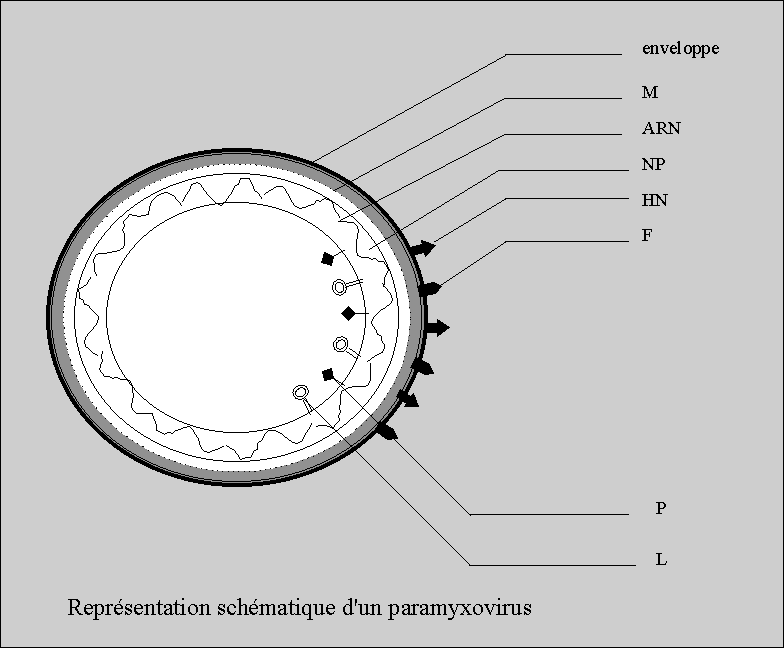 enveloppe
M
ARN
NP
HN
F
P
L
Représentation schématique d'un paramyxovirus